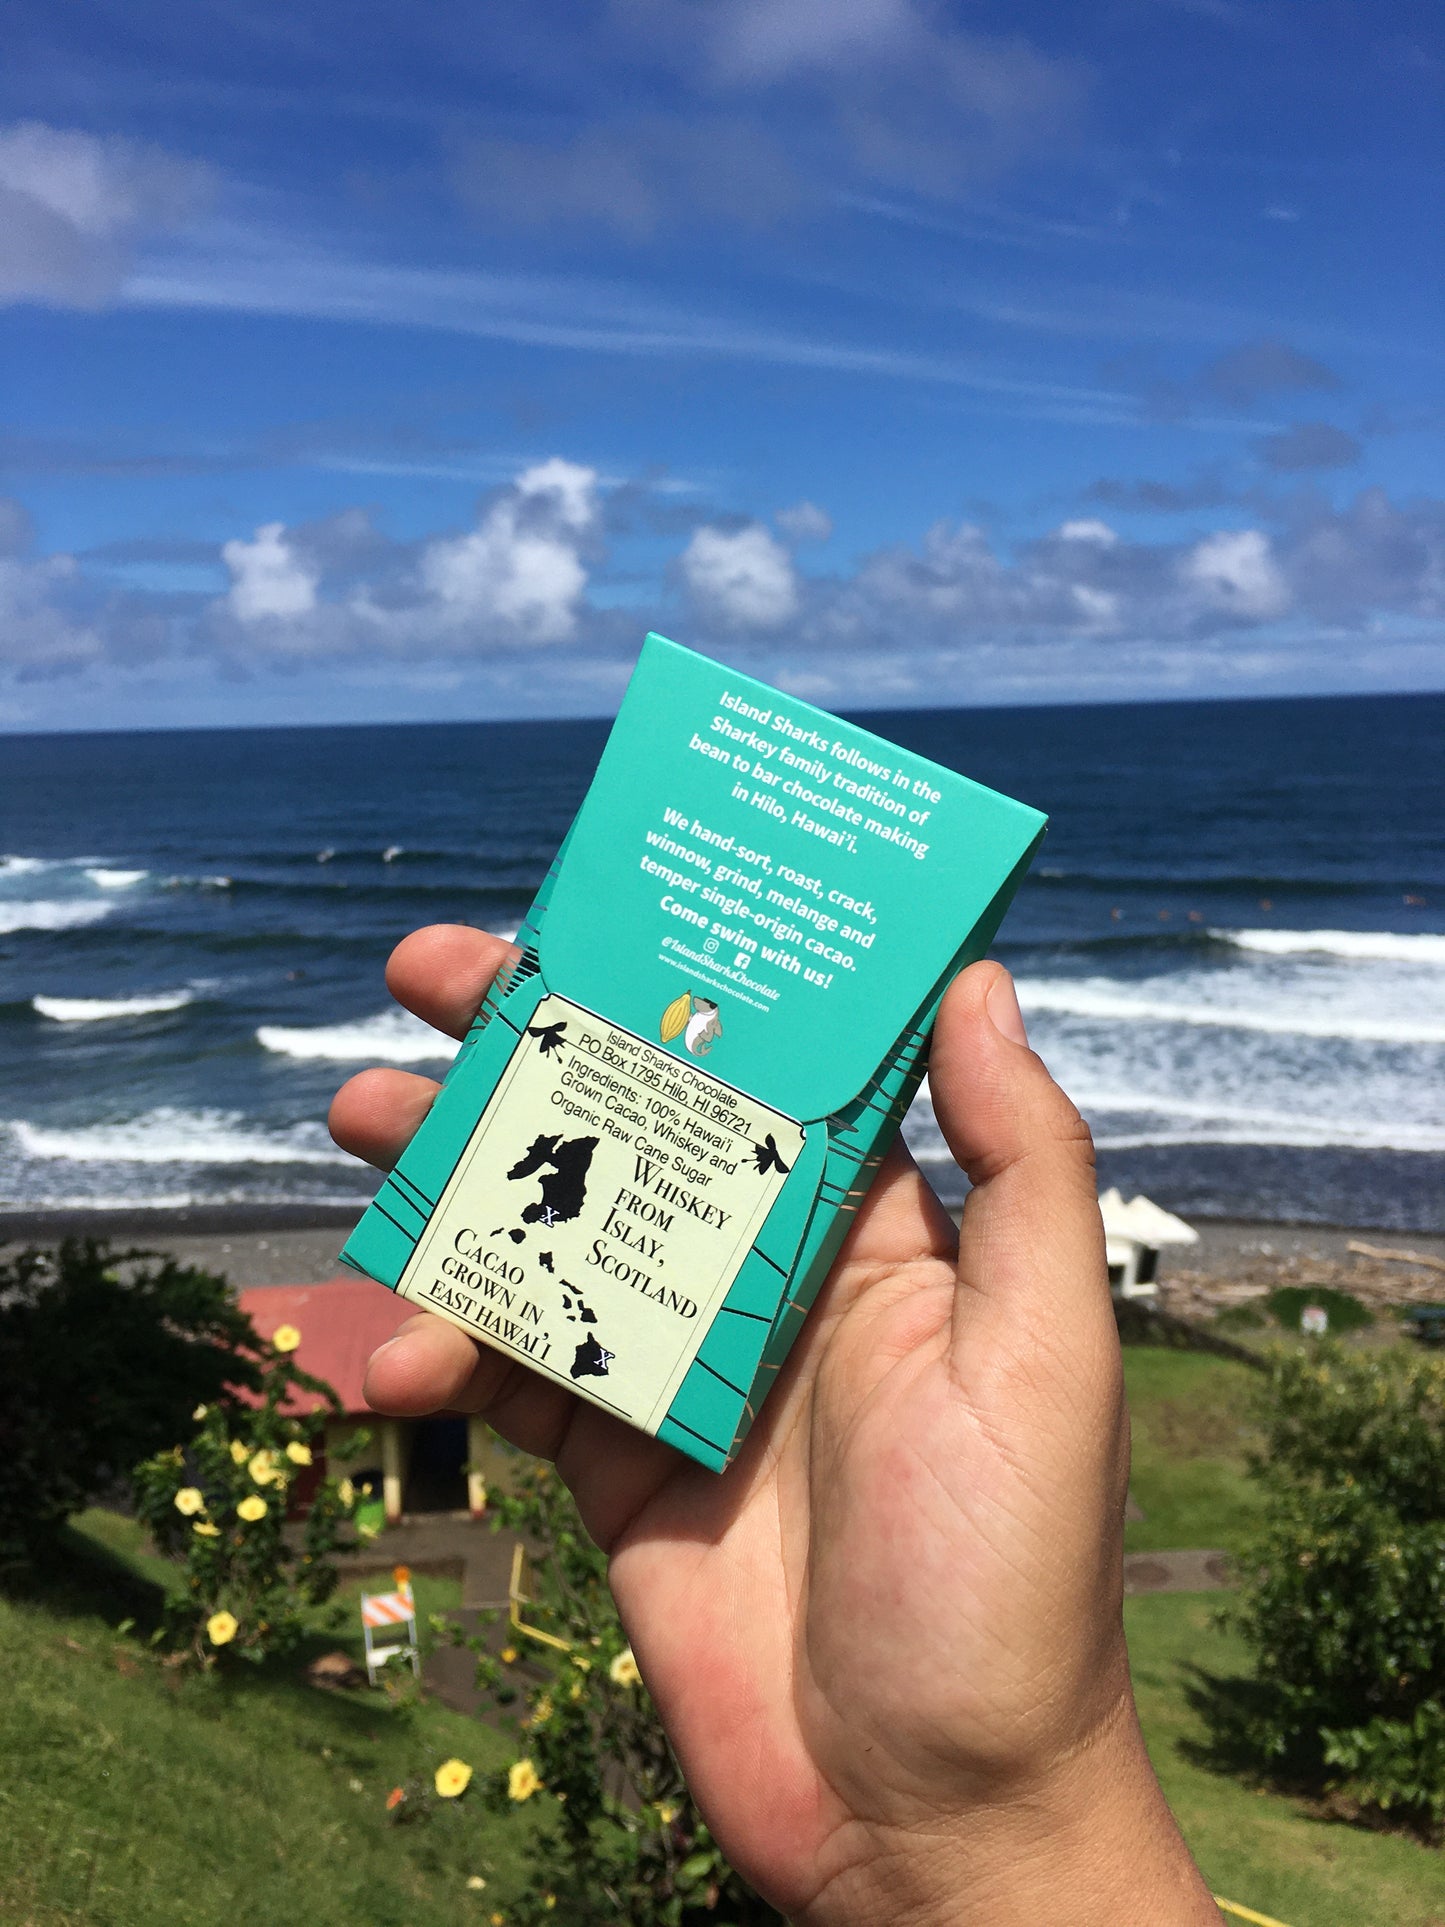 Island Sharks follows in the
Sharkey family tradition of
bean to bar chocolate making
in Hilo, Hawai'i.
We hand-sort, roast, crack,
winnow, grind, melange and
temper single-origin cacao.
Come swim with us!
@IslandSharksChocolate
www.islandsharkschocolate.com
Island Sharks Chocolate
PO Box 1795 Hilo, HI 96721
Ingredients: 100% Hawai'i
Grown Cacao, Whiskey and
Organic Raw Cane Sugar
WHISKEY
FROM
ISLAY,
SCOTLAND
X
CACAO
GROWN IN
EAST HAWAI'I
X